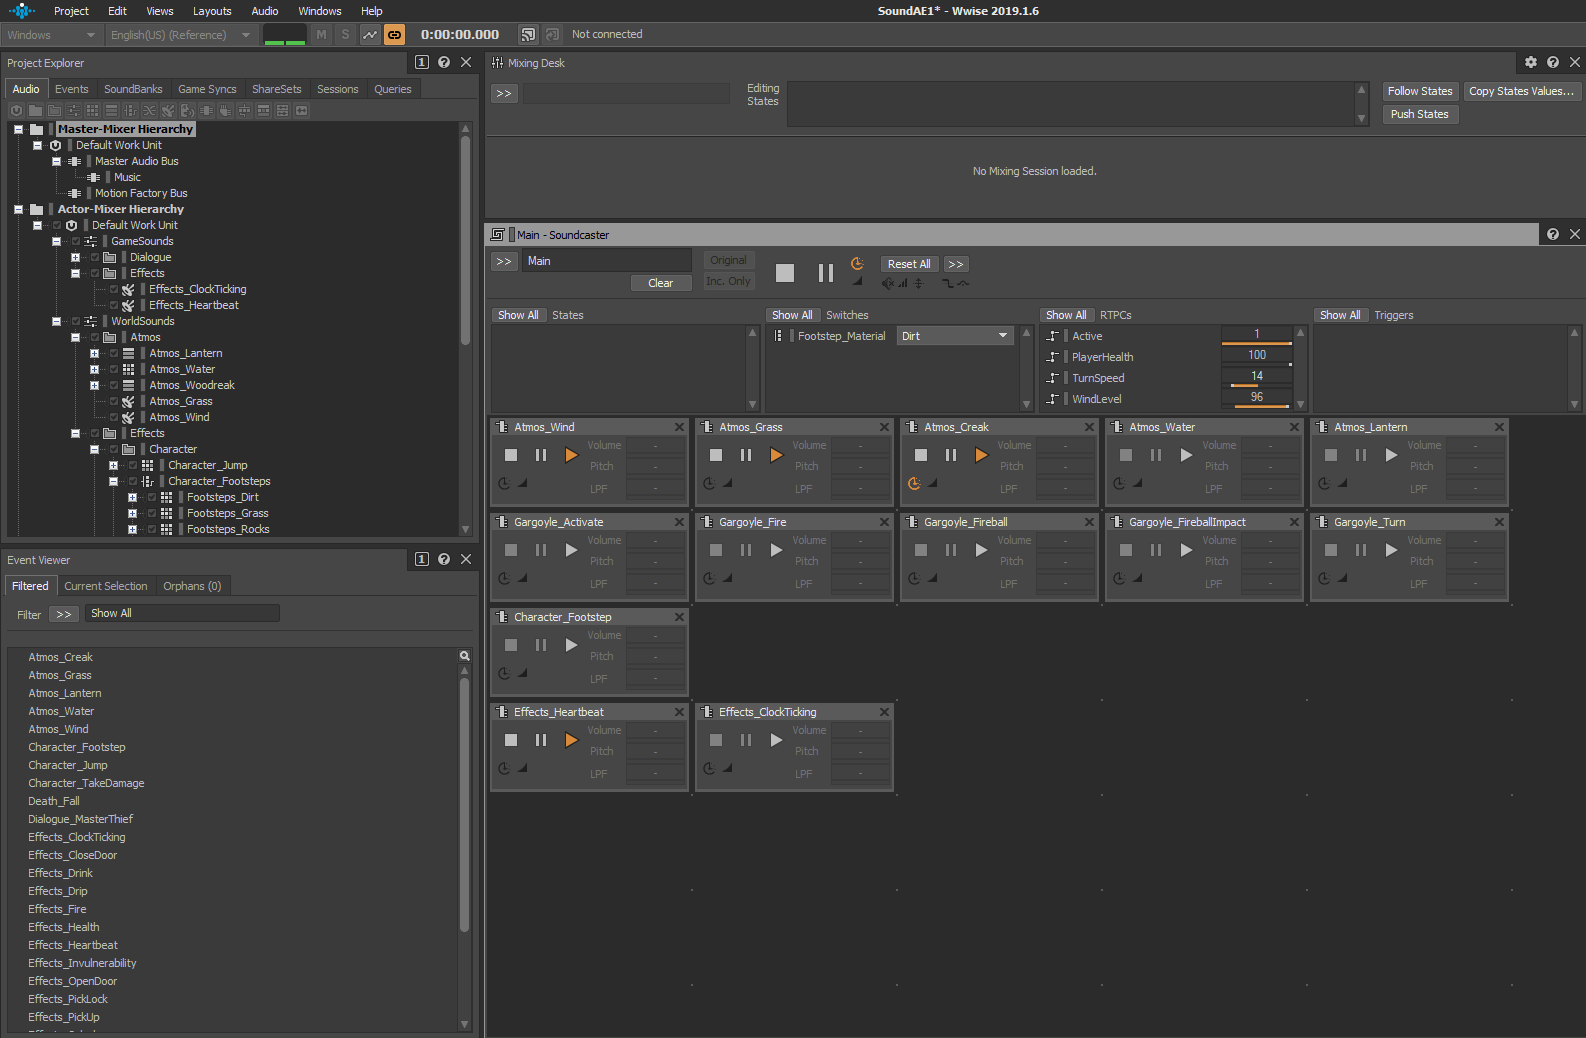 Project Edit Views Layouts Audio Windows Help SoundAE1* - Wwise 2019.1.6
Windows English(US) (Reference) M S 0:00:00.000 Not connected
Project Explorer 1
Audio Events SoundBanks Game Syncs ShareSets Sessions Queries
Master-Mixer Hierarchy
Default Work Unit
Master Audio Bus
Music
Motion Factory Bus
Actor-Mixer Hierarchy
Default Work Unit
GameSounds
Dialogue
Effects
Effects_ClockTicking
Effects_Heartbeat
WorldSounds
Atmos
Atmos_Lantern
Atmos_Water
Atmos_Woodreak
Atmos_Grass
Atmos_Wind
Effects
Character
Character_Jump
Character_Footsteps
Footsteps_Dirt
Footsteps_Grass
Footsteps_Rocks
Event Viewer 1
Filtered Current Selection Orphans (0)
Filter >> Show All
Atmos_Creak
Atmos_Grass
Atmos_Lantern
Atmos_Water
Atmos_Wind
Character_Footstep
Character_Jump
Character_TakeDamage
Death_Fall
Dialogue_MasterThief
Effects_ClockTicking
Effects_CloseDoor
Effects_Drink
Effects_Drip
Effects_Fire
Effects_Health
Effects_Heartbeat
Effects_Invulnerability
Effects_OpenDoor
Effects_PickLock
Effects_PickUp
Mixing Desk
>> Editing States Follow States Copy States Values...
Push States
No Mixing Session loaded.
Main - Soundcaster
>> Main Original Reset All >>
Clear Inc. Only
Show All States Show All Switches Show All RTPCs Show All Triggers
Footstep_Material Dirt
Active 1
PlayerHealth 100
TurnSpeed 14
WindLevel 96
Atmos_Wind Atmos_Grass Atmos_Creak Atmos_Water Atmos_Lantern
Volume - Volume - Volume - Volume - Volume -
Pitch - Pitch - Pitch - Pitch - Pitch -
LPF - LPF - LPF - LPF - LPF -
Gargoyle_Activate Gargoyle_Fire Gargoyle_Fireball Gargoyle_FireballImpact Gargoyle_Turn
Volume - Volume - Volume - Volume - Volume -
Pitch - Pitch - Pitch - Pitch - Pitch -
LPF - LPF - LPF - LPF - LPF -
Character_Footstep
Volume -
Pitch -
LPF -
Effects_Heartbeat Effects_ClockTicking
Volume - Volume -
Pitch - Pitch -
LPF - LPF -